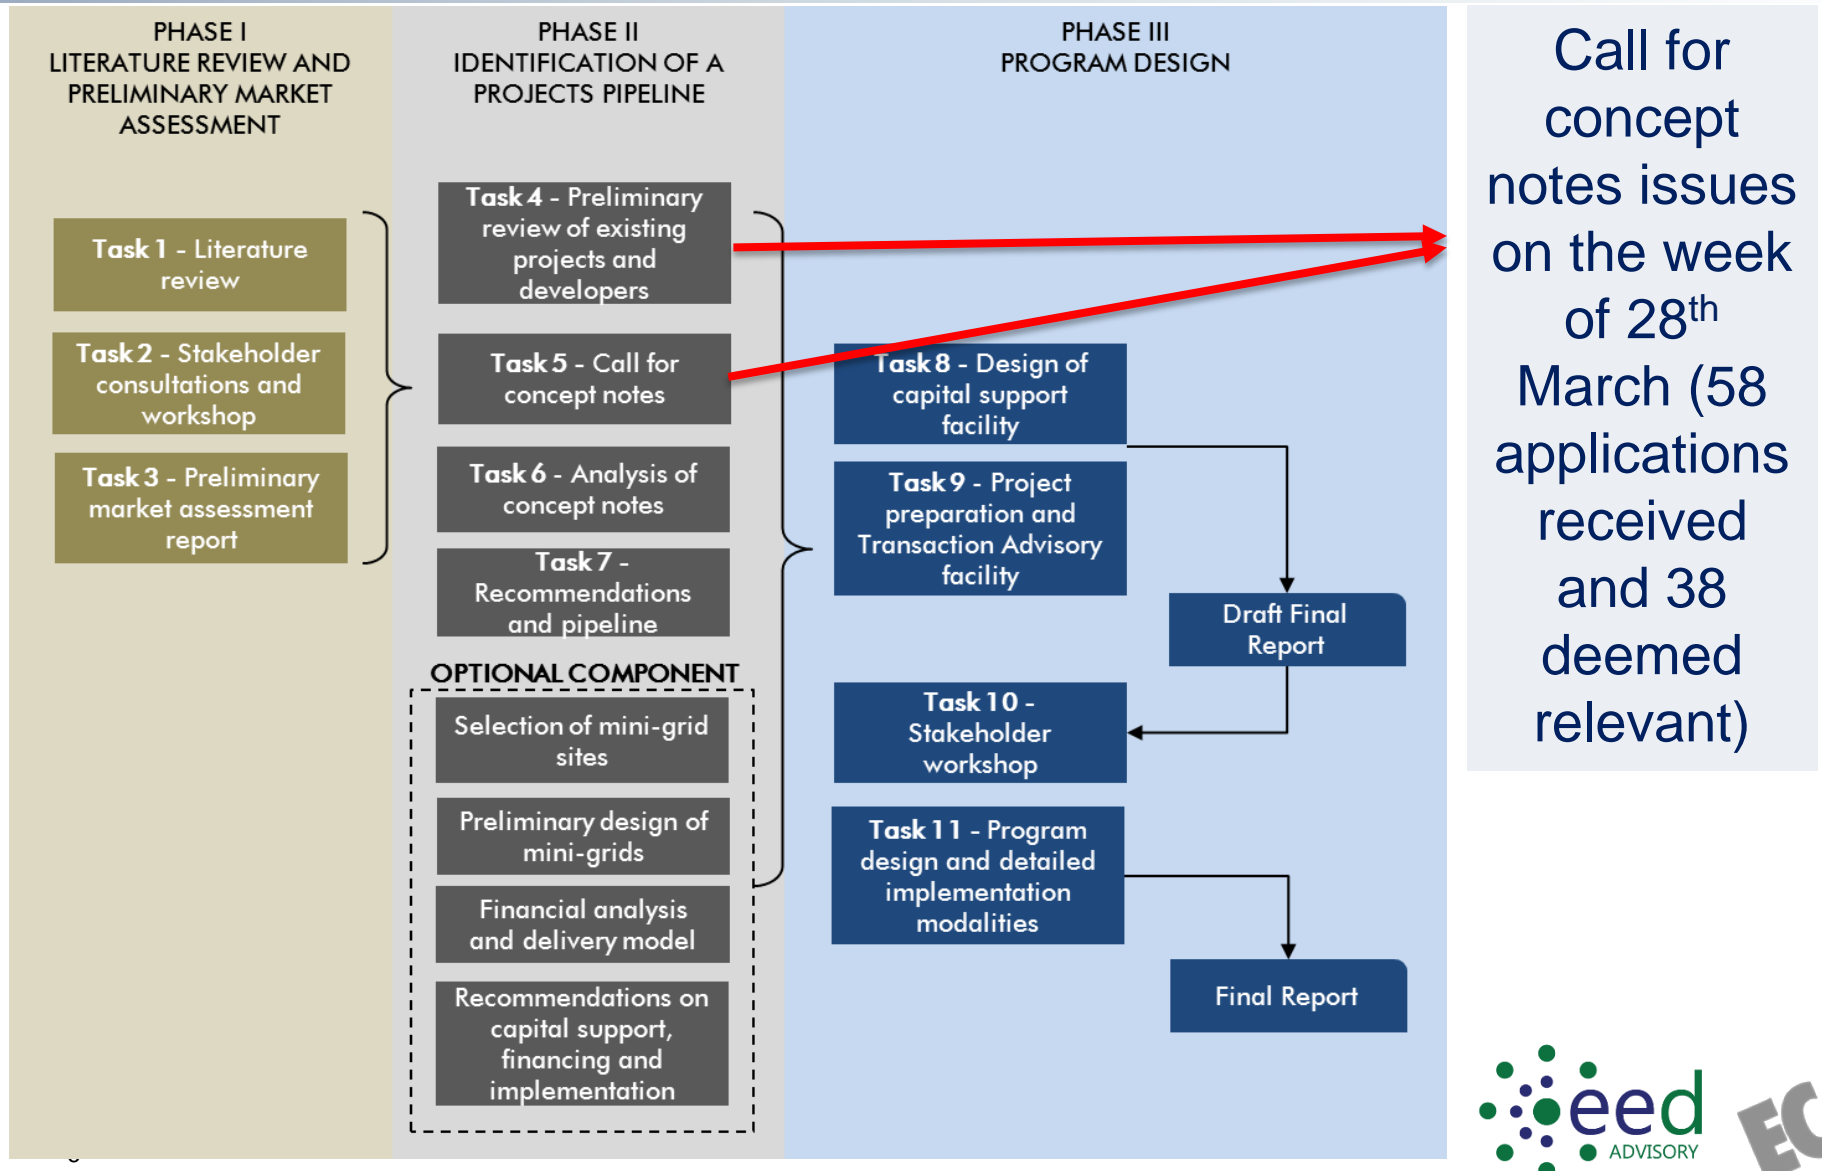 PHASE I
LITERATURE REVIEW AND
PRELIMINARY MARKET
ASSESSMENT
Task 1 - Literature
review
Task 2 - Stakeholder
consultations and
workshop
Task 3 - Preliminary
market assessment
report
PHASE II
IDENTIFICATION OF A
PROJECTS PIPELINE
Task 4 - Preliminary
review of existing
projects and
developers
Task 5 - Call for
concept notes
Task 6 - Analysis of
concept notes
Task 7 -
Recommendations
and pipeline
OPTIONAL COMPONENT
Selection of mini-grid
sites
Preliminary design of
mini-grids
Financial analysis
and delivery model
Recommendations on
capital support,
financing and
implementation
PHASE III
PROGRAM DESIGN
Task 8 - Design of
capital support
facility
Task 9 - Project
preparation and
Transaction Advisory
facility
Draft Final
Report
Task 10 -
Stakeholder
workshop
Task 11 - Program
design and detailed
implementation
modalities
Final Report
Call for
concept
notes issues
on the week
of 28th
March (58
applications
received
and 38
deemed
relevant)
eed
ADVISORY
EC